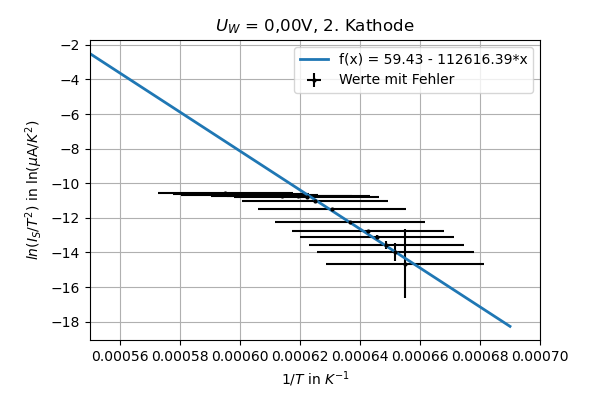 U_W = 0,00V, 2. Kathode
f(x) = 59.43 - 112616.39*x
Werte mit Fehler
ln(I_S/T²) in ln(μA/K²)
−2
−4
−6
−8
−10
−12
−14
−16
−18
0.00056 0.00058 0.00060 0.00062 0.00064 0.00066 0.00068 0.00070
1/T in K⁻¹